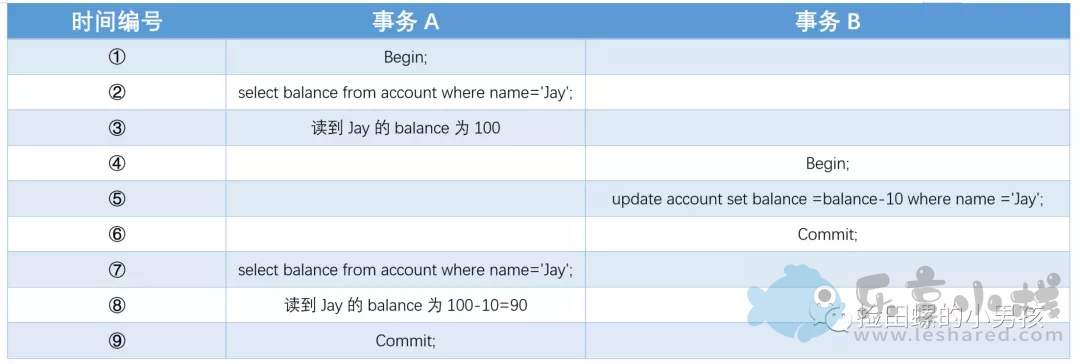 时间编号 事务 A 事务 B
① Begin;
② select balance from account where name='Jay';
③ 读到 Jay 的 balance 为 100
④ Begin;
⑤ update account set balance =balance-10 where name ='Jay';
⑥ Commit;
⑦ select balance from account where name='Jay';
⑧ 读到 Jay 的 balance 为 100-10=90
⑨ Commit;
乐享小栈
捡田螺的小男孩
www.leshared.com